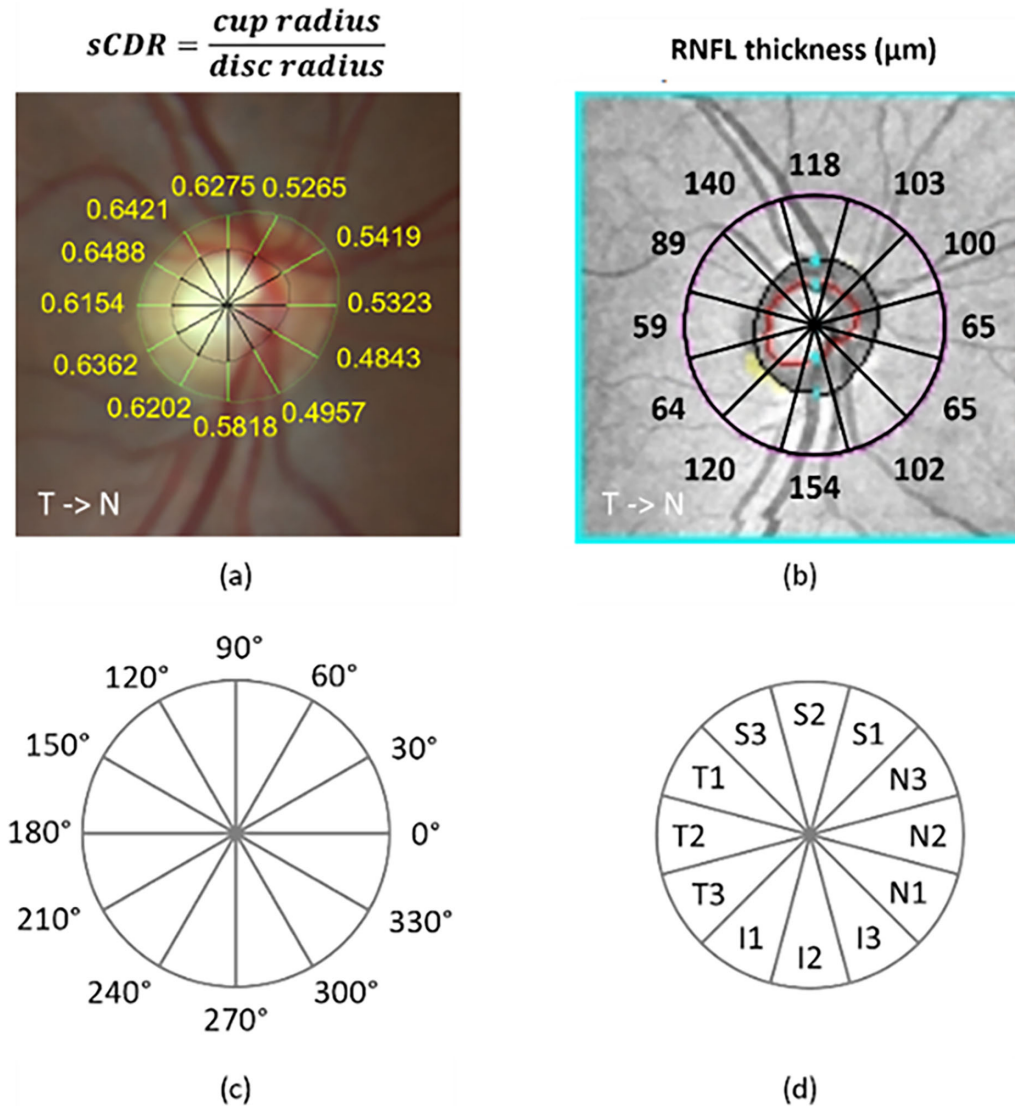 sCDR = cup radius / disc radius
RNFL thickness (μm)
0.6275 0.5265
0.6421
0.5419
0.6488
0.6154
0.5323
0.6362
0.4843
0.6202
0.4957
0.5818
T -> N
118
140
103
89
100
59
65
64
65
120
102
154
T -> N
(a)
(b)
90°
120°
60°
150°
30°
180°
0°
210°
330°
240°
300°
270°
S2
S3
S1
T1
N3
T2
N2
T3
N1
I1
I3
I2
(c)
(d)